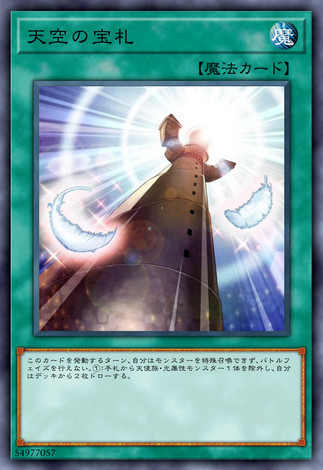 天空の宝札
魔
【魔法カード】
このカードを発動するターン、自分はモンスターを特殊召喚できず、バトルフ
ェイズを行えない。①：手札から天使族・光属性モンスター１体を除外し、自分
はデッキから２枚ドローする。
54977057